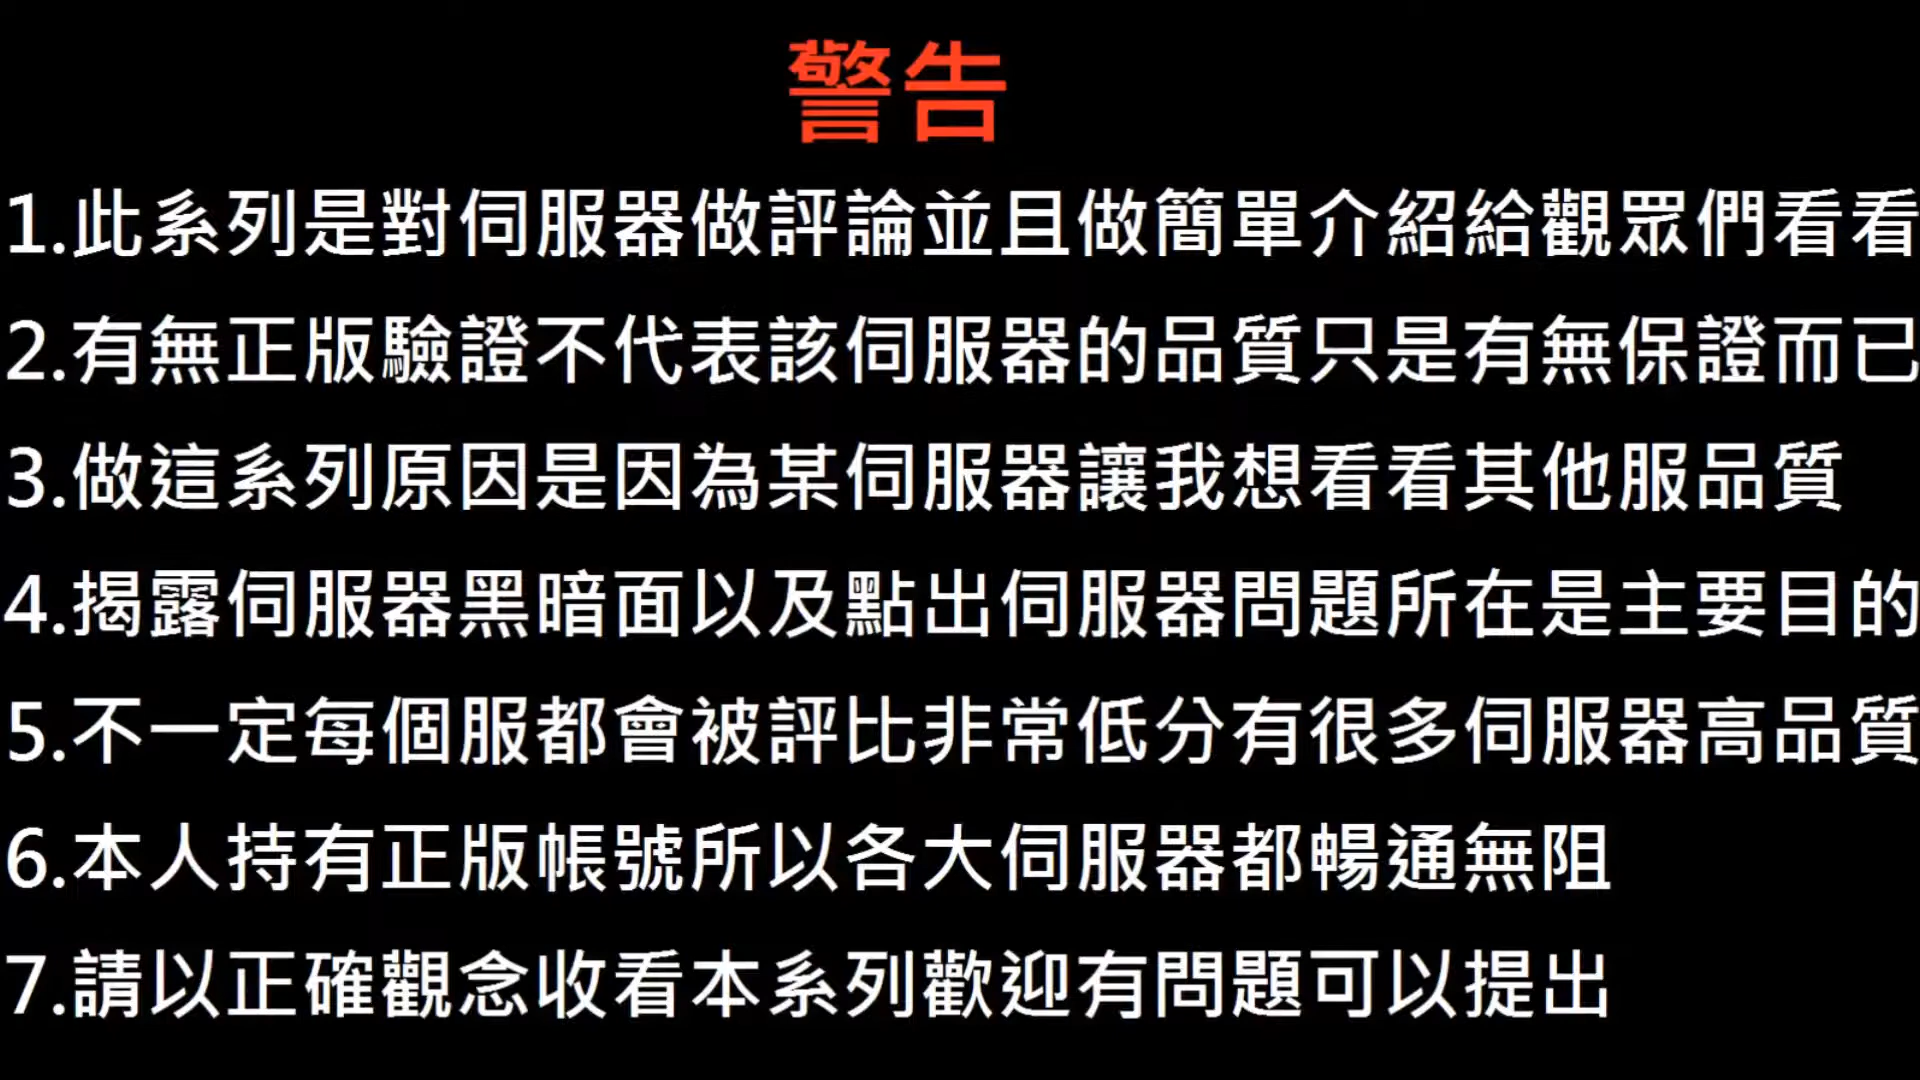 警告
1.此系列是對伺服器做評論並且做簡單介紹給觀眾們看看
2.有無正版驗證不代表該伺服器的品質只是有無保證而已
3.做這系列原因是因為某伺服器讓我想看看其他服品質
4.揭露伺服器黑暗面以及點出伺服器問題所在是主要目的
5.不一定每個服都會被評比非常低分有很多伺服器高品質
6.本人持有正版帳號所以各大伺服器都暢通無阻
7.請以正確觀念收看本系列歡迎有問題可以提出